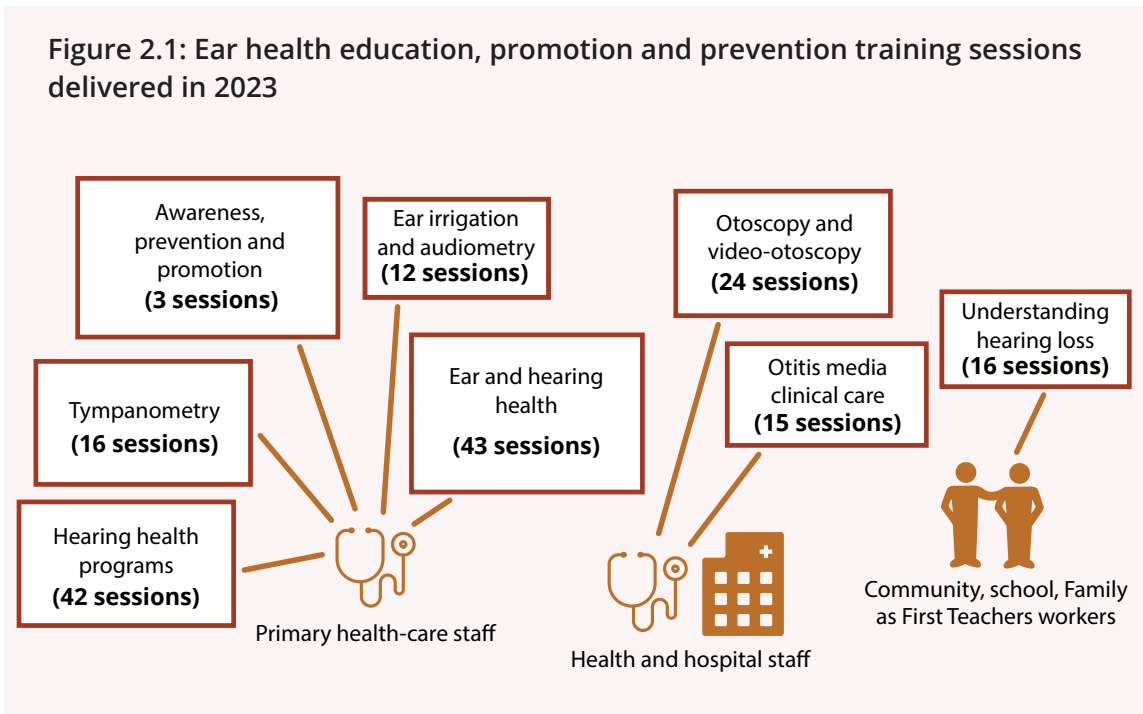 Figure 2.1: Ear health education, promotion and prevention training sessions
delivered in 2023
Awareness,
prevention and
promotion
(3 sessions)
Ear irrigation
and audiometry
(12 sessions)
Otoscopy and
video-otoscopy
(24 sessions)
Understanding
hearing loss
(16 sessions)
Tympanometry
(16 sessions)
Ear and hearing
health
(43 sessions)
Otitis media
clinical care
(15 sessions)
Hearing health
programs
(42 sessions)
Primary health-care staff
Health and hospital staff
Community, school, Family
as First Teachers workers